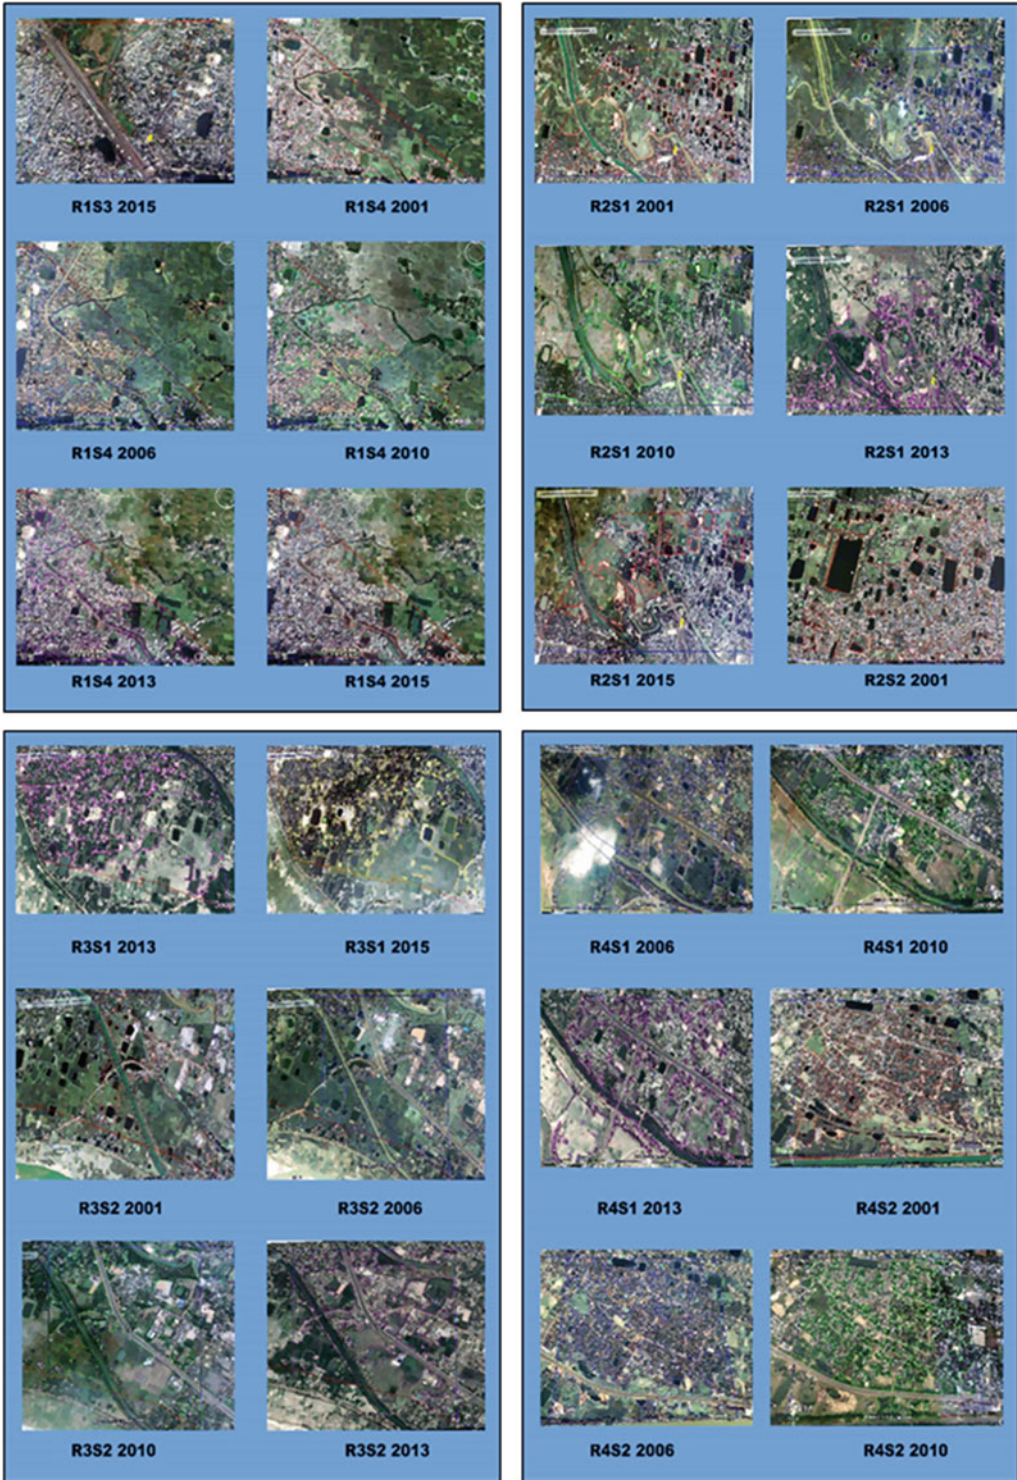 R1S3 2015
R1S4 2001
R1S4 2006
R1S4 2010
R1S4 2013
R1S4 2015
R2S1 2001
R2S1 2006
R2S1 2010
R2S1 2013
R2S1 2015
R2S2 2001
R3S1 2013
R3S1 2015
R3S2 2001
R3S2 2006
R3S2 2010
R3S2 2013
R4S1 2006
R4S1 2010
R4S1 2013
R4S2 2001
R4S2 2006
R4S2 2010